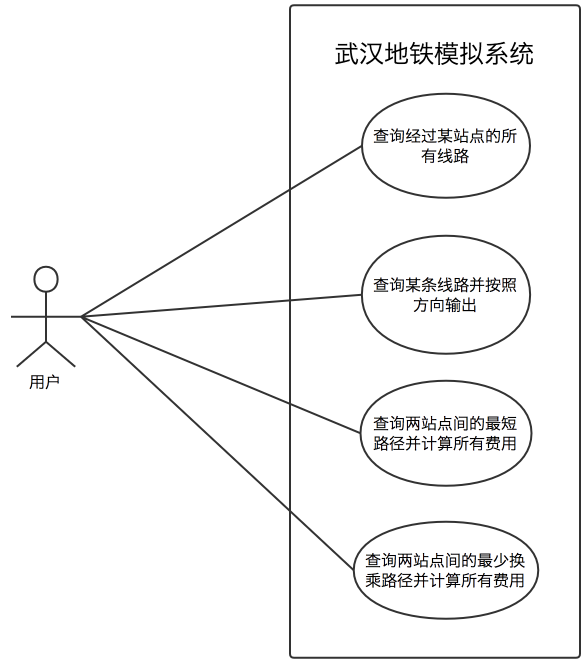 武汉地铁模拟系统
查询经过某站点的所
有线路
查询某条线路并按照
方向输出
用户
查询两站点间的最短
路径并计算所有费用
查询两站点间的最少换
乘路径并计算所有费用